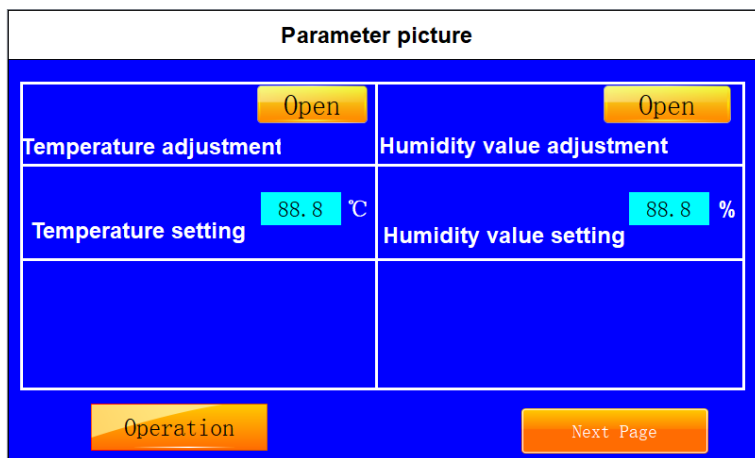 Parameter picture
Open
Open
Temperature adjustment
Humidity value adjustment
88.8 ℃
88.8 %
Temperature setting
Humidity value setting
Operation
Next Page